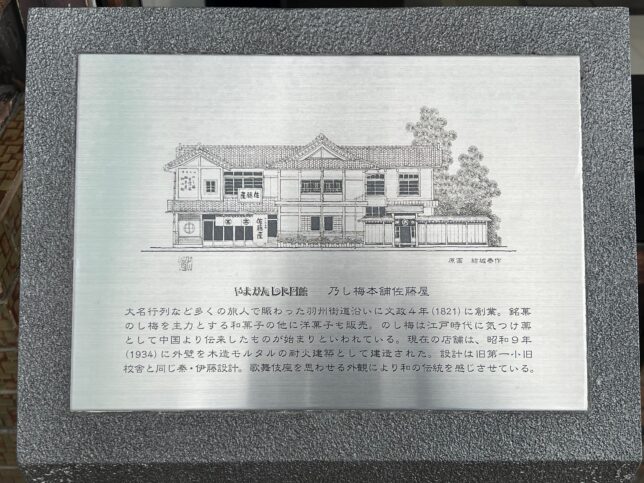 佐藤屋
原画　結城泰作
乃し梅本舗佐藤屋
大名行列など多くの旅人で賑わった羽州街道沿いに文政4年(1821)に創業。銘菓
のし梅を主力とする和菓子の他に洋菓子も販売。のし梅は江戸時代に気つけ薬
として中国より伝来したものが始まりといわれている。現在の店舗は、昭和9年
(1934)に外壁を木造モルタルの耐火建築として建造された。設計は旧第一小旧
校舎と同じ秦・伊藤設計。歌舞伎座を思わせる外観により和の伝統を感じさせている。